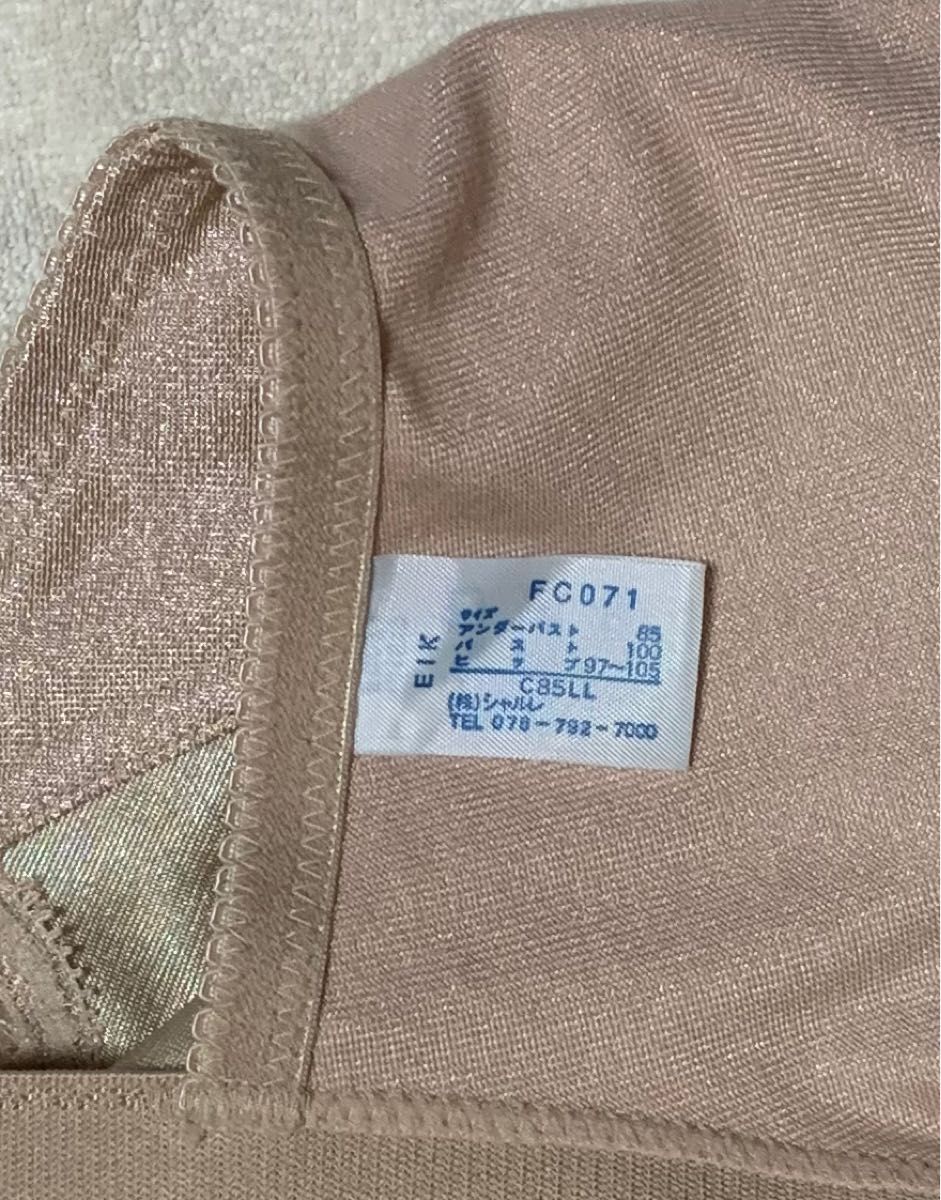 FC071
サイズ
アンダーバスト 85
バスト 100
ヒップ 97~105
C85LL
(株)シャルレ
TEL 078-792-7000
EIK